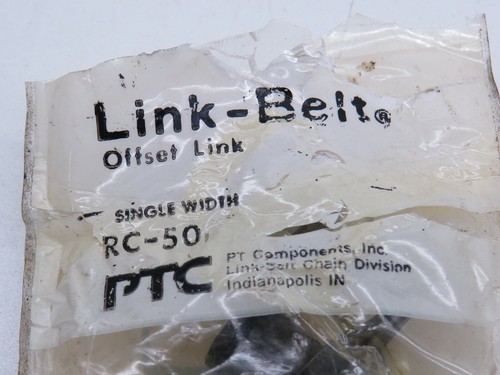 Link-Belt®
Offset Link
SINGLE WIDTH
RC-50
PTC
PT Components, Inc.
Link-Belt Chain Division
Indianapolis IN